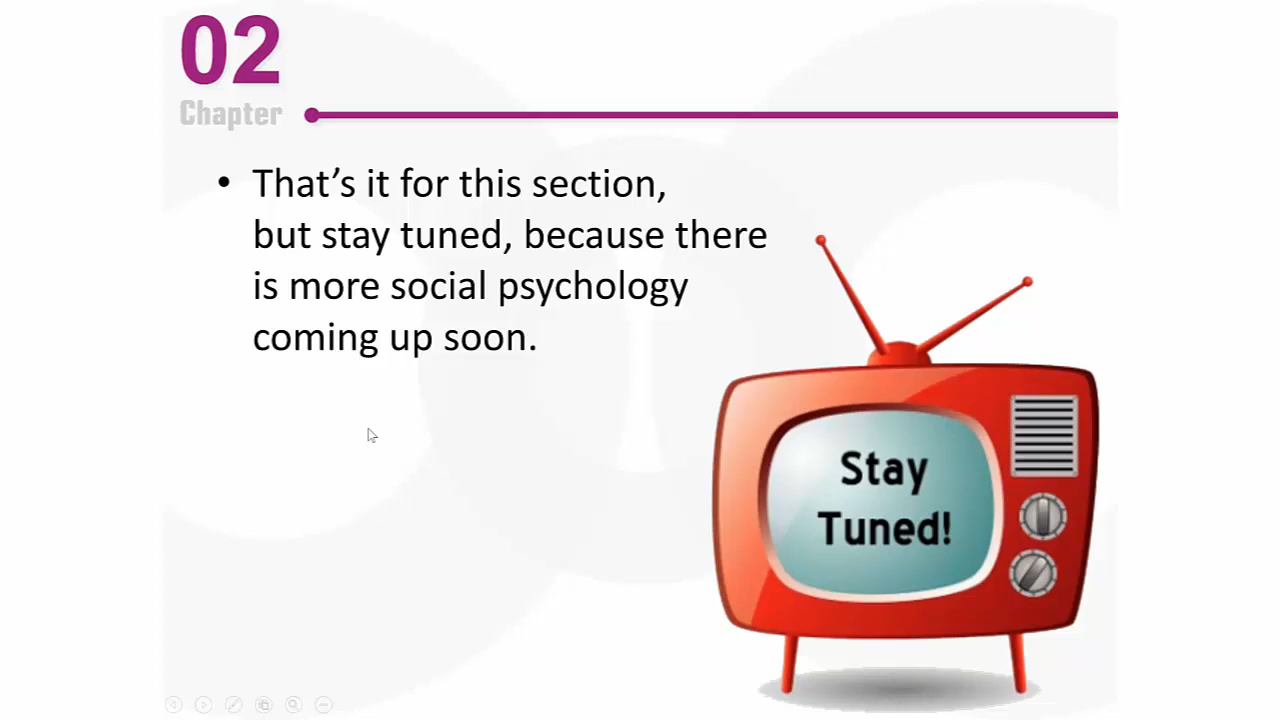 02
Chapter
• That’s it for this section,
but stay tuned, because there
is more social psychology
coming up soon.
Stay
Tuned!